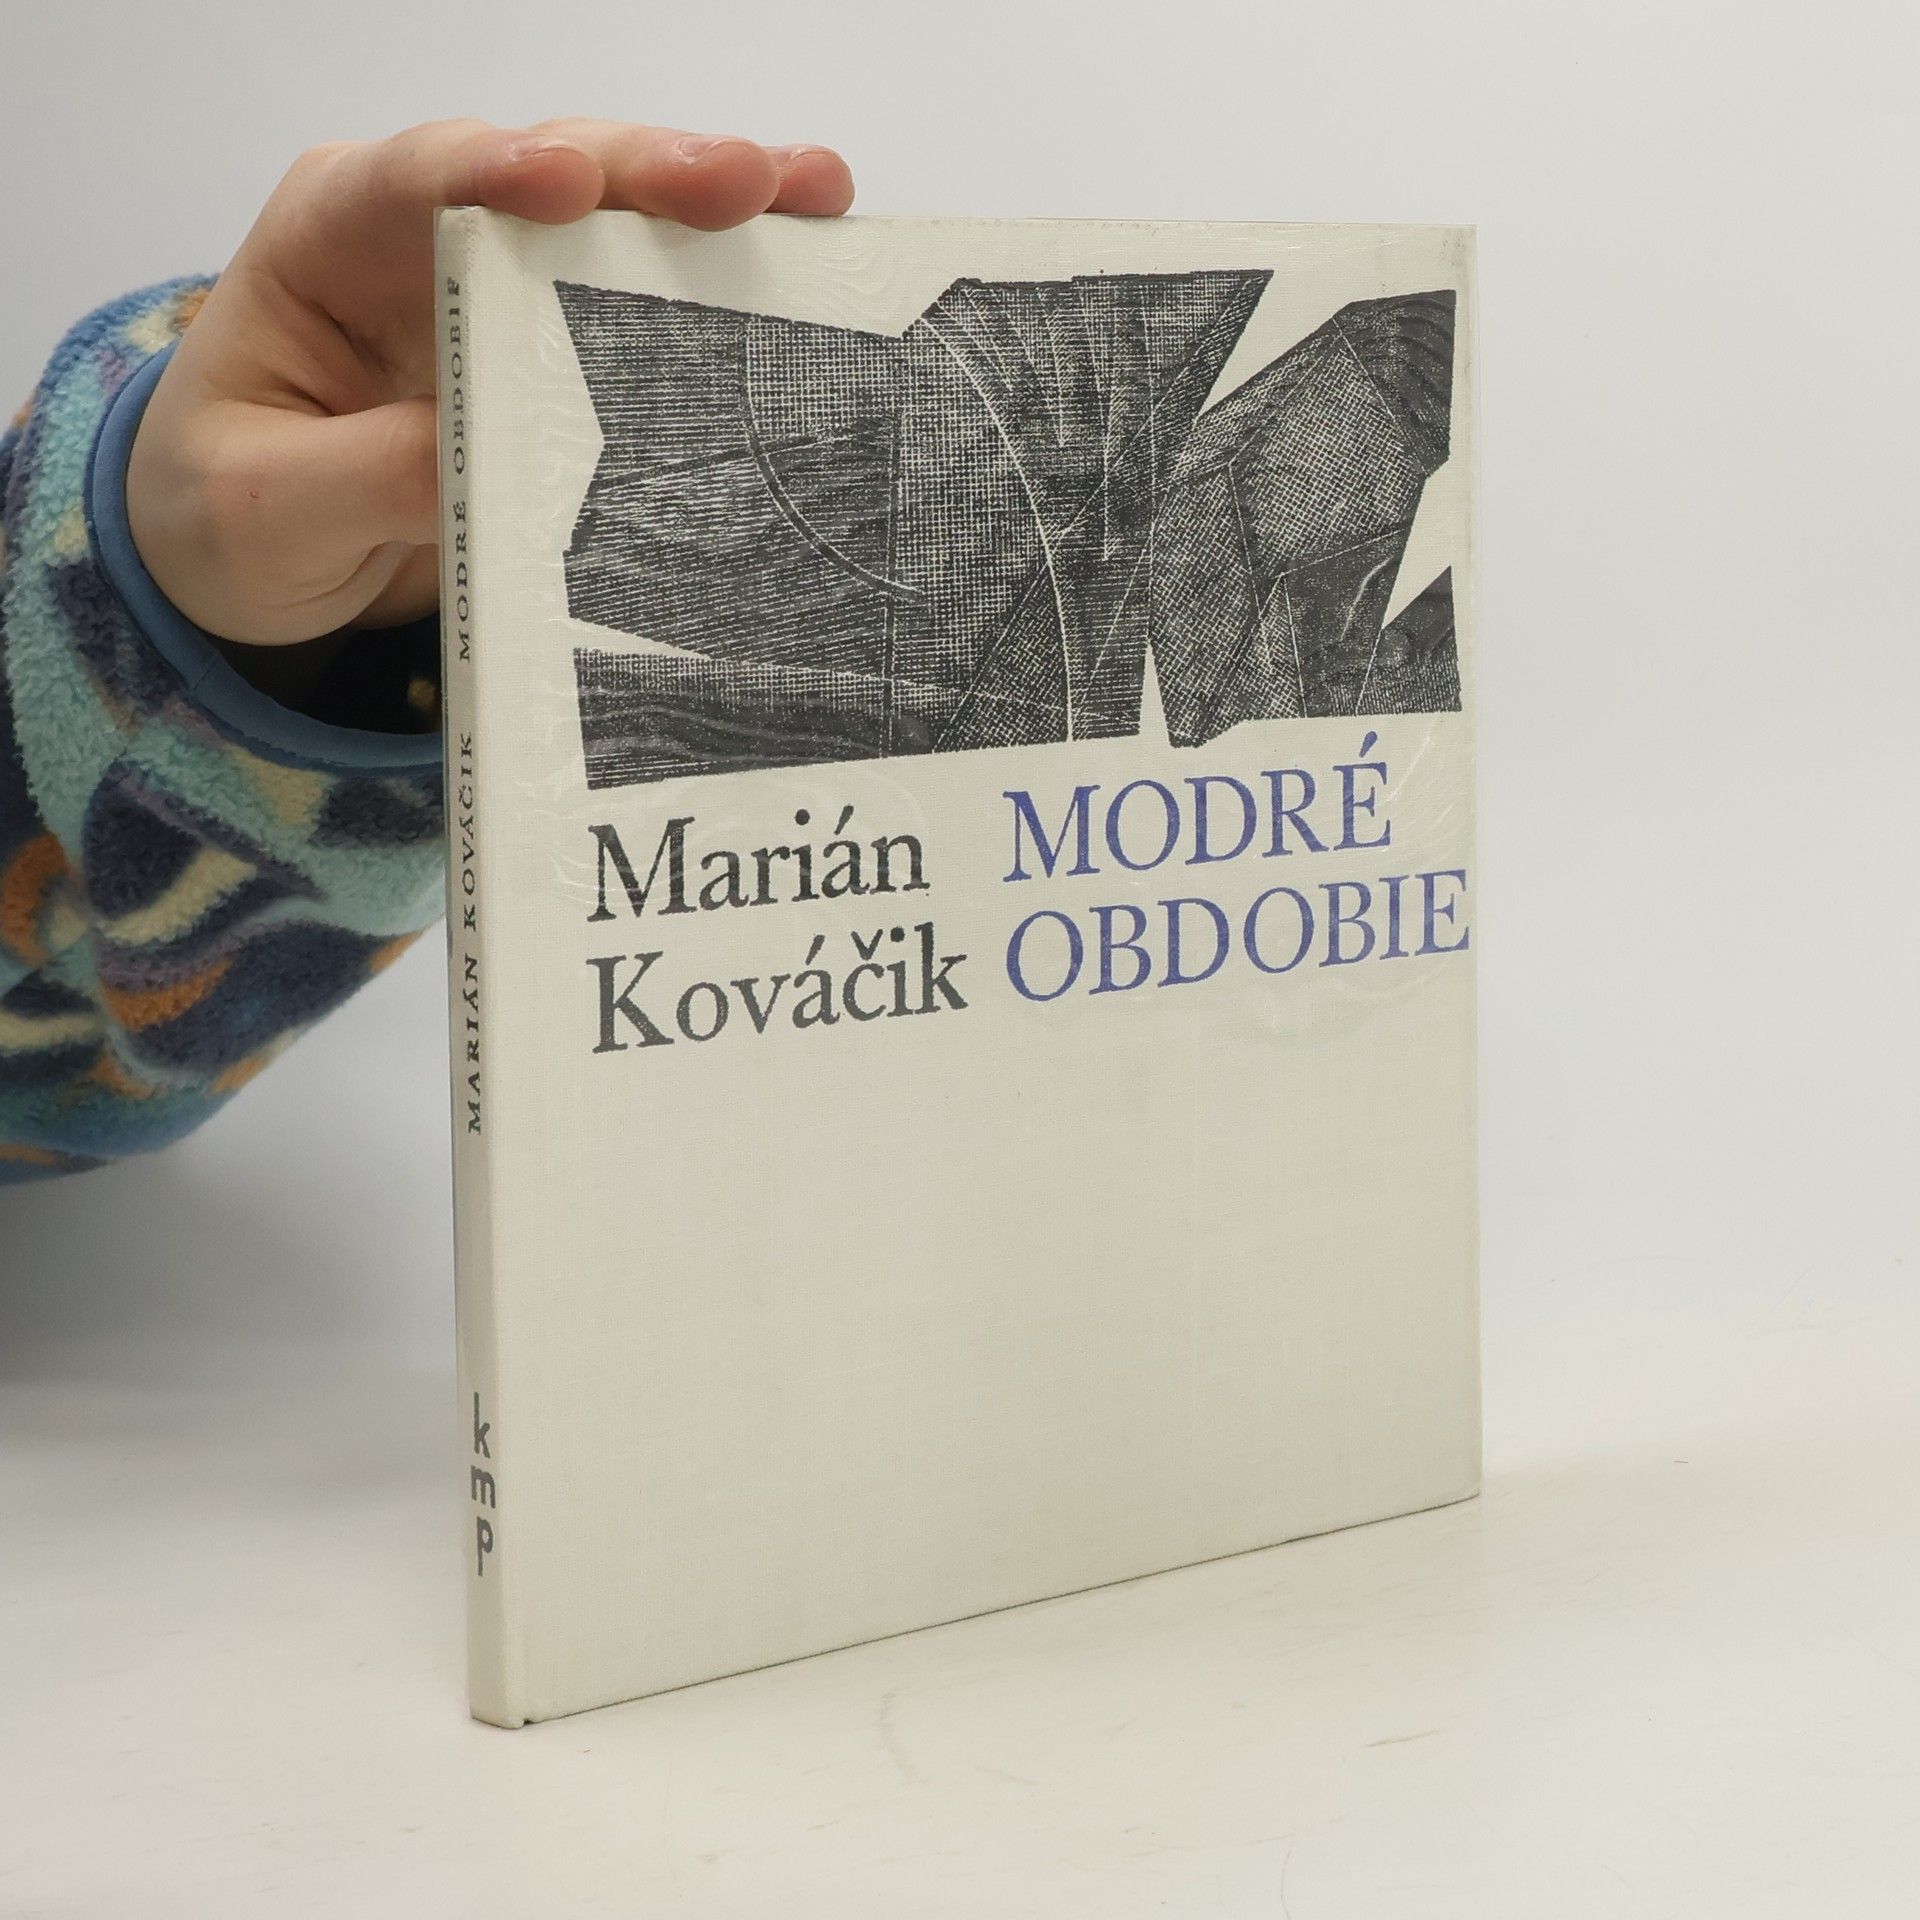 MARIÁN KOVÁČIK MODRÉ OBDOBIE
kmp
Marián
Kováčik
MODRÉ
OBDOBIE